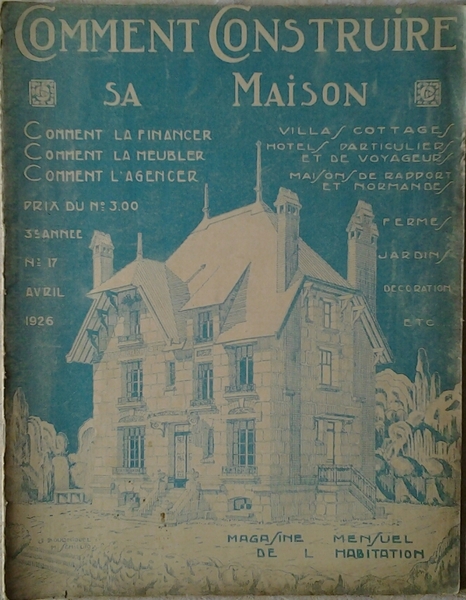 COMMENT CONSTRUIRE
SA MAISON
COMMENT LA FINANCER
COMMENT LA MEUBLER
COMMENT L'AGENCER
PRIX DU No 3.00
3e ANNÉE
No 17
AVRIL
1926
VILLAS COTTAGES
HOTELS PARTICULIERS
ET DE VOYAGEURS
MAISONS DE RAPPORT
ET NORMANDES
FERMES
JARDINS
DECORATION
ETC
MAGASINE MENSUEL
DE L HABITATION